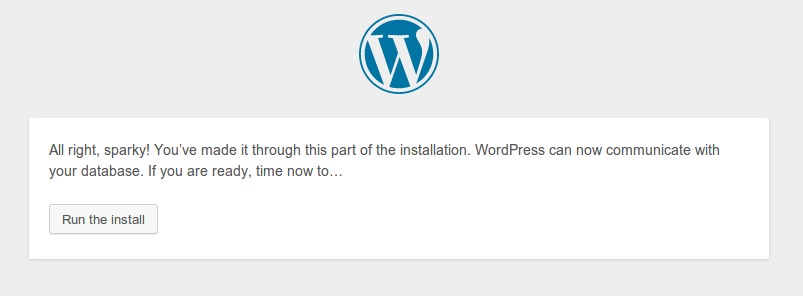 All right, sparky! You’ve made it through this part of the installation. WordPress can now communicate with
your database. If you are ready, time now to…
Run the install